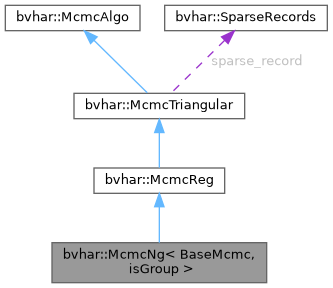 bvhar::McmcAlgo
bvhar::SparseRecords
sparse_record
bvhar::McmcTriangular
bvhar::McmcReg
bvhar::McmcNg< BaseMcmc,
isGroup >